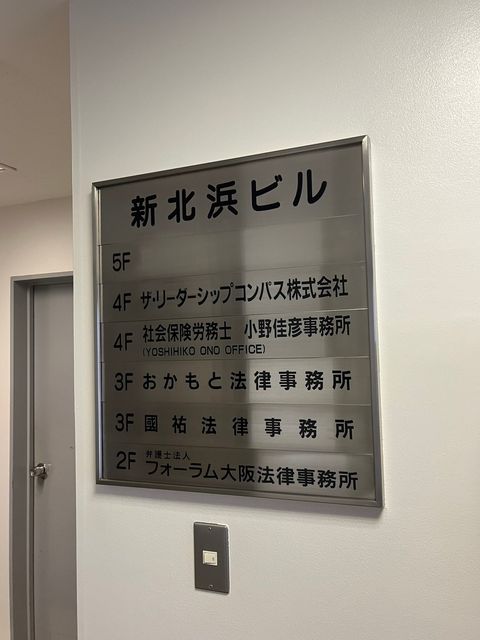 新北浜ビル
5F
4F ザ・リーダーシップコンパス株式会社
4F 社会保険労務士 小野佳彦事務所
(YOSHIHIKO ONO OFFICE)
3F おかもと法律事務所
3F 國祐法律事務所
弁護士法人
2F フォーラム大阪法律事務所